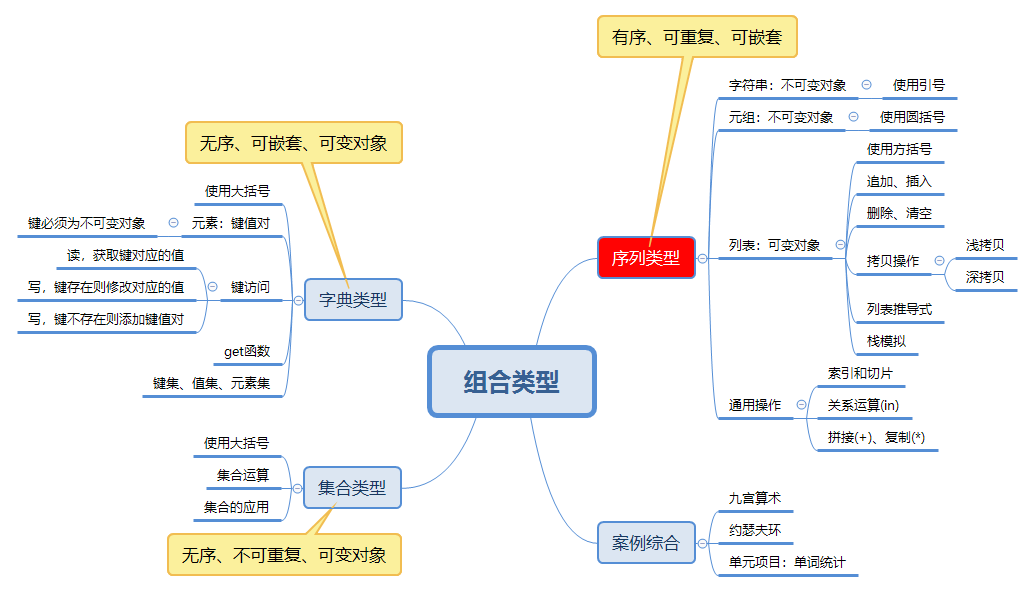 组合类型
有序、可重复、可嵌套
序列类型
字符串：不可变对象
使用引号
元组：不可变对象
使用圆括号
列表：可变对象
使用方括号
追加、插入
删除、清空
拷贝操作
浅拷贝
深拷贝
列表推导式
栈模拟
通用操作
索引和切片
关系运算(in)
拼接(+)、复制(*)
案例综合
九宫算术
约瑟夫环
单元项目：单词统计
无序、可嵌套、可变对象
字典类型
使用大括号
元素：键值对
键必须为不可变对象
键访问
读，获取键对应的值
写，键存在则修改对应的值
写，键不存在则添加键值对
get函数
键集、值集、元素集
集合类型
使用大括号
集合运算
集合的应用
无序、不可重复、可变对象